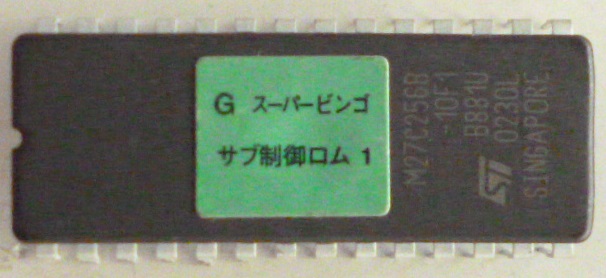 G スーパービンゴ
サブ制御ロム 1
M27C256B
-10F1
B881U
0230L
SINGAPORE